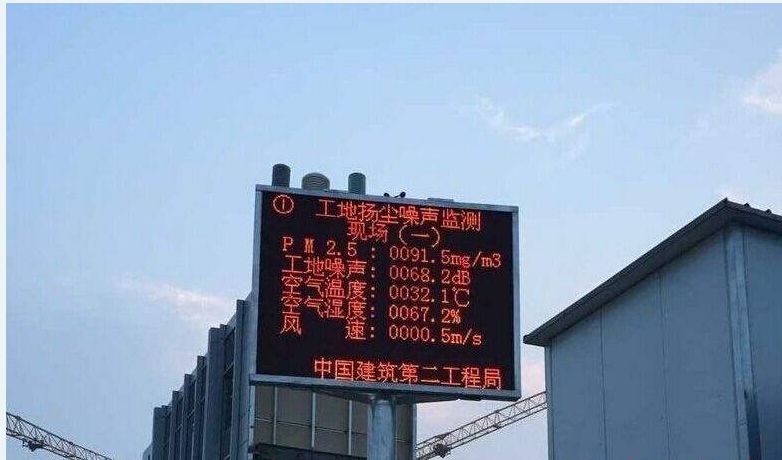 ① 工地扬尘噪声监测
现场（一）
PM2.5：0091.5mg/m3
工地噪声：0068.2dB
空气温度：0032.1℃
空气湿度：0067.2%
风 速：0000.5m/s
中国建筑第二工程局